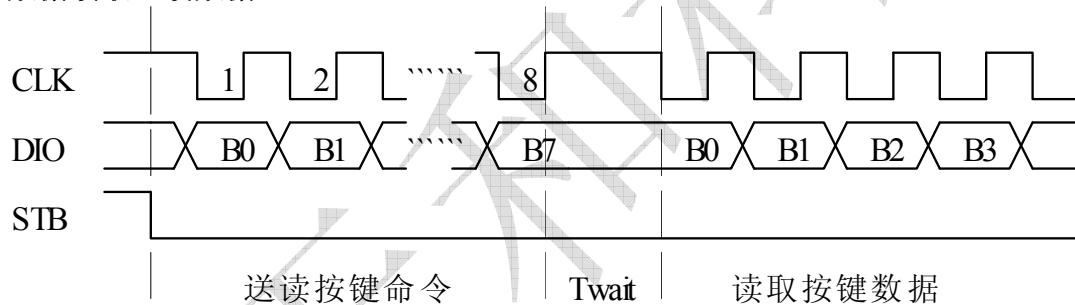 CLK 1 2 ...... 8
DIO B0 B1 ...... B7 B0 B1 B2 B3
STB
送读按键命令 Twait 读取按键数据